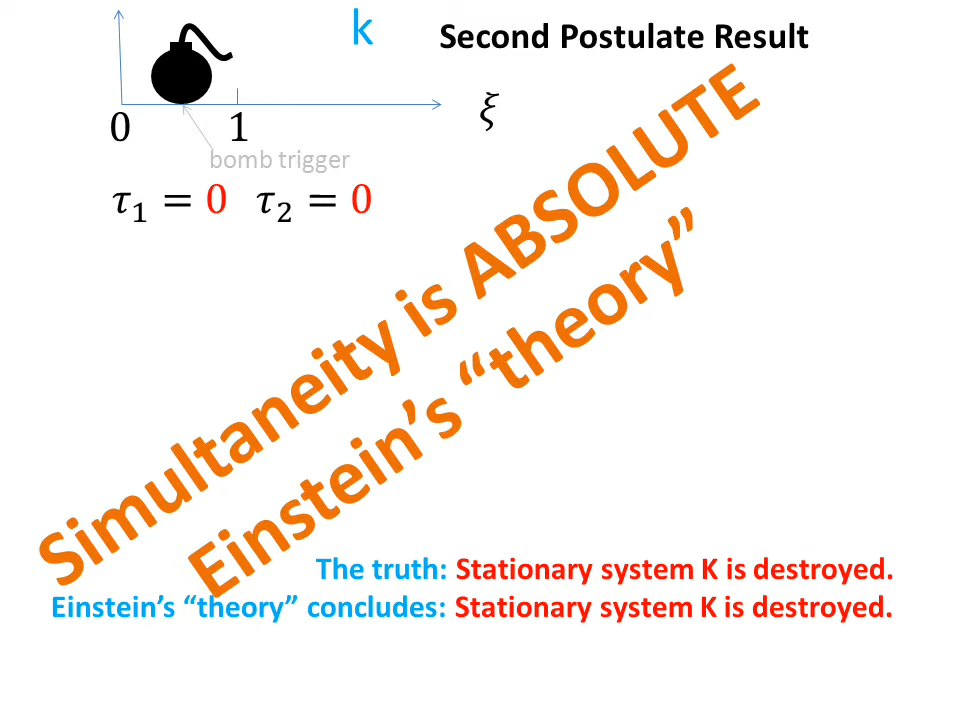 k
Second Postulate Result
ξ
0 1
bomb trigger
τ₁ = 0 τ₂ = 0
Simultaneity is ABSOLUTE
Einstein’s “theory”
The truth: Stationary system K is destroyed.
Einstein’s “theory” concludes: Stationary system K is destroyed.